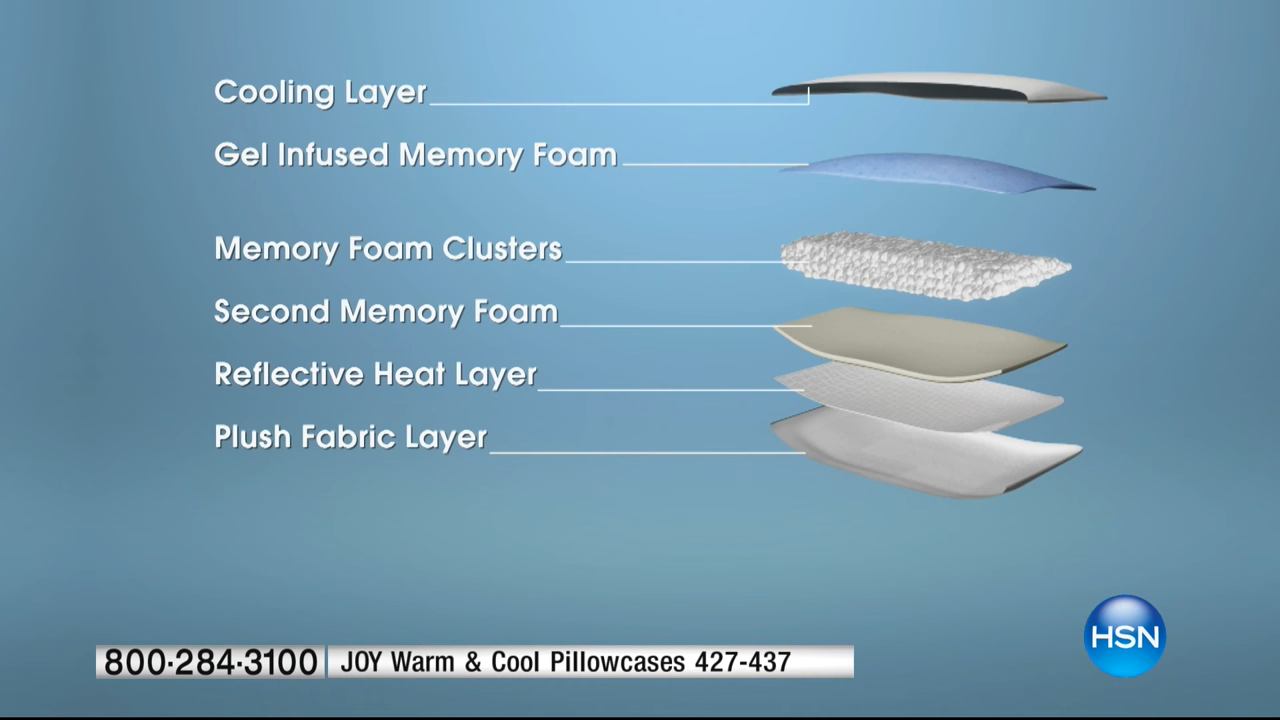 Cooling Layer
Gel Infused Memory Foam
Memory Foam Clusters
Second Memory Foam
Reflective Heat Layer
Plush Fabric Layer
HSN
800·284·3100 JOY Warm & Cool Pillowcases 427-437